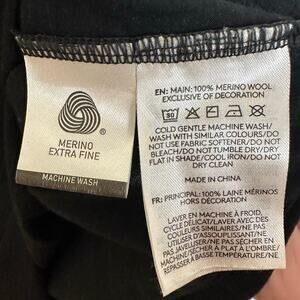 MERINO
EXTRA FINE
®
MACHINE WASH
EN: MAIN: 100% MERINO WOOL
EXCLUSIVE OF DECORATION
30
COLD GENTLE MACHINE WASH/
WASH WITH SIMILAR COLOURS/DO
NOT USE FABRIC SOFTENER/DO NOT
BLEACH/DO NOT TUMBLE DRY/DRY
FLAT IN SHADE/COOL IRON/DO NOT
DRY CLEAN
MADE IN CHINA
FR: PRINCIPAL: 100% LAINE MÉRINOS
HORS DÉCORATION
LAVER EN MACHINE À FROID,
CYCLE DÉLICAT/LAVER AVEC DES
COULEURS SIMILAIRES/NE PAS
UTILISER D'ASSOUPLISSANT/NE
PAS JAVELLISER/NE PAS SÉCHER EN
MACHINE/SÉCHER À PLAT À L'OMBRE/
REPASSER À BASSE TEMPÉRATURE/